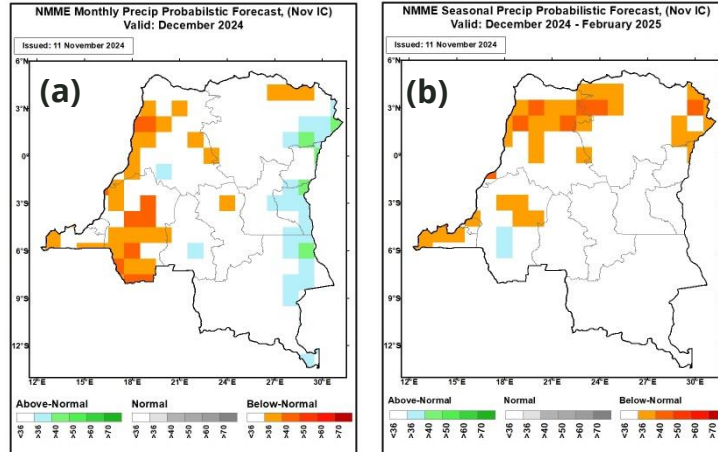 NMME Monthly Precip Probabilstic Forecast, (Nov IC)
Valid: December 2024
Issued: 11 November 2024
(a)
6°N
3°N
0°
3°S
6°S
9°S
12°S
12°E 15°E 18°E 21°E 24°E 27°E 30°E
Above-Normal Normal Below-Normal
<36 >36 >40 >50 >60 >70 <36 >36 >40 >50 >60 >70 <36 >36 >40 >50 >60 >70
NMME Seasonal Precip Probabilistic Forecast, (Nov IC)
Valid: December 2024 - February 2025
Issued: 11 November 2024
(b)
6°N
3°N
0°
3°S
6°S
9°S
12°S
12°E 15°E 18°E 21°E 24°E 27°E 30°E
Above-Normal Normal Below-Normal
<36 >36 >40 >50 >60 >70 <36 >36 >40 >50 >60 >70 <36 >36 >40 >50 >60 >70